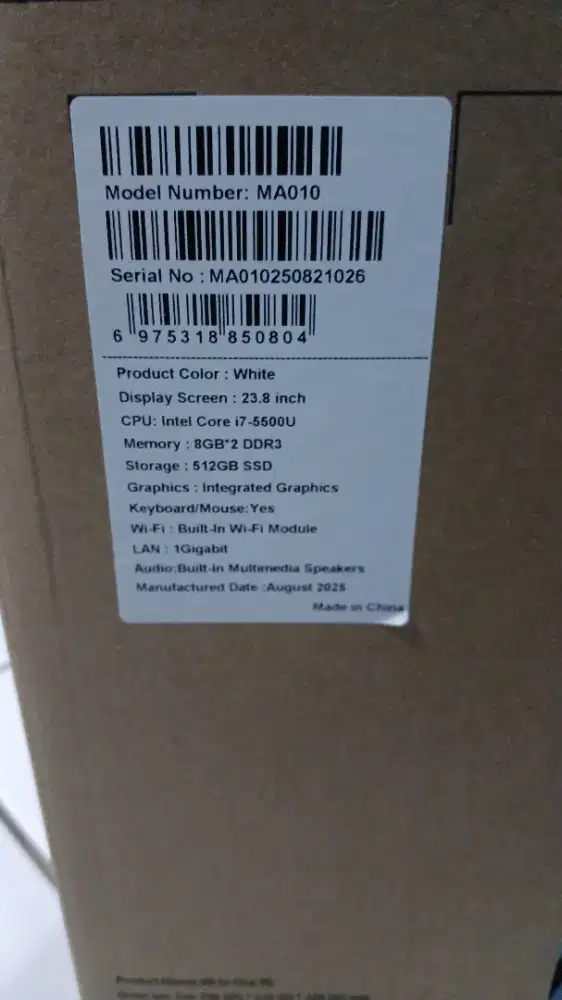 Model Number: MA010
Serial No : MA010250821026
6 975318 850804
Product Color : White
Display Screen : 23.8 inch
CPU: Intel Core i7-5500U
Memory : 8GB*2 DDR3
Storage : 512GB SSD
Graphics : Integrated Graphics
Keyboard/Mouse:Yes
Wi-Fi : Built-In Wi-Fi Module
LAN : 1Gigabit
Audio:Built-In Multimedia Speakers
Manufactured Date :August 2025
Made in China